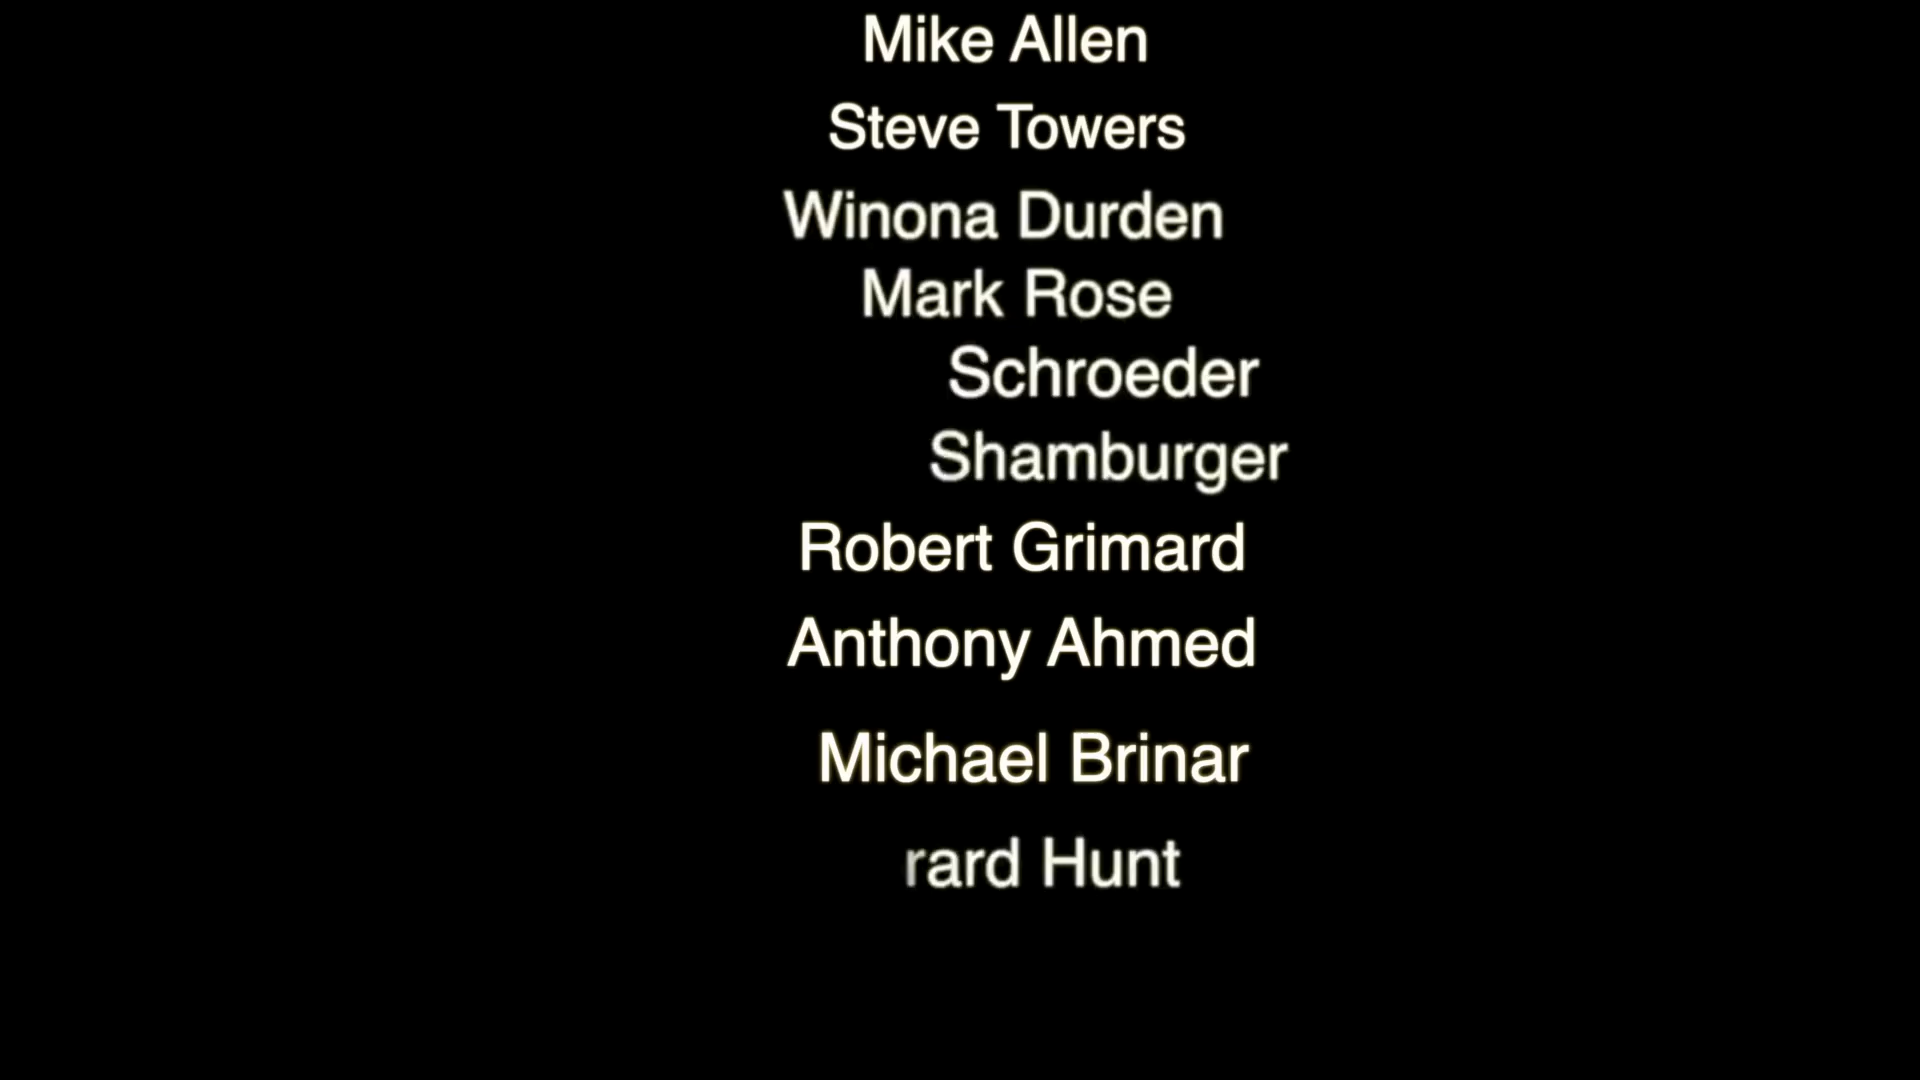 Mike Allen
Steve Towers
Winona Durden
Mark Rose
Schroeder
Shamburger
Robert Grimard
Anthony Ahmed
Michael Brinar
rard Hunt